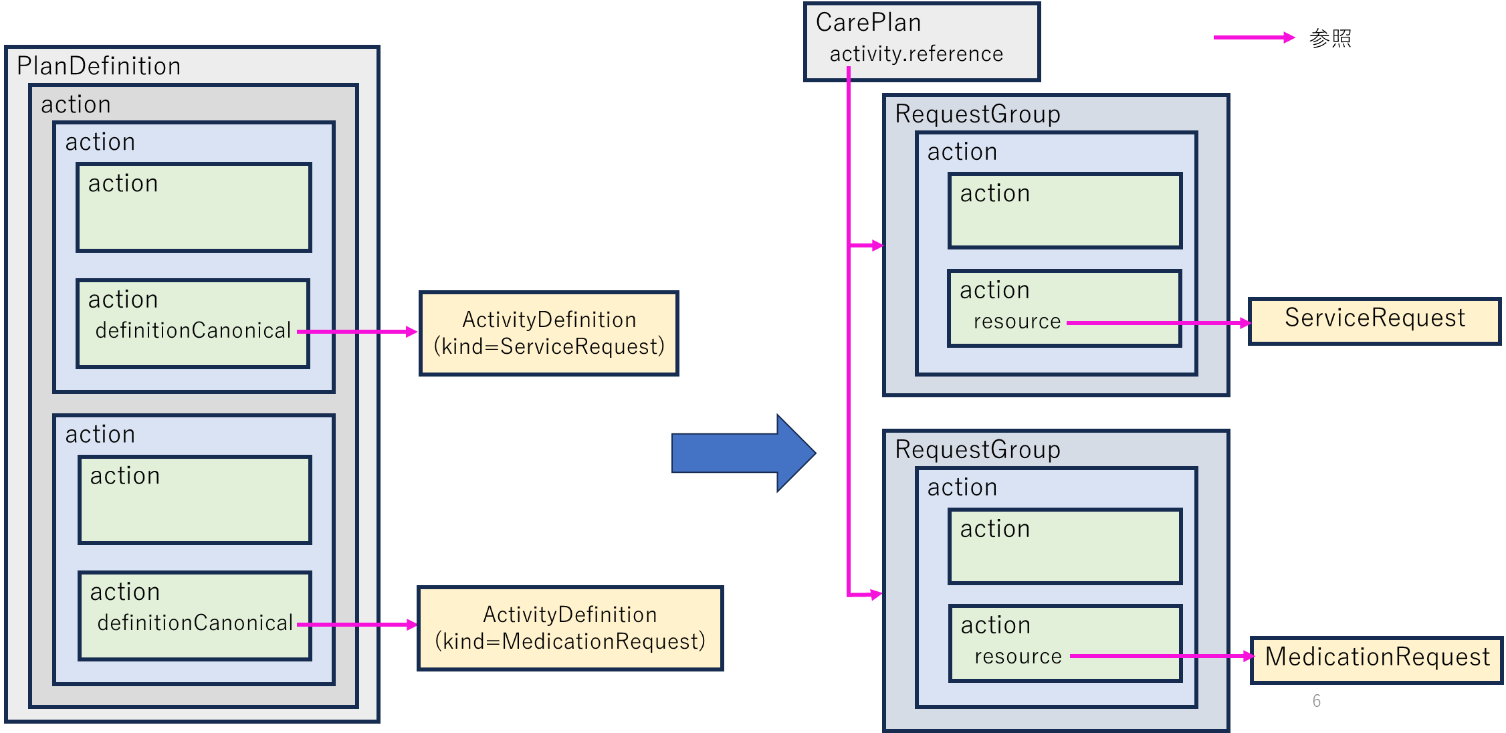 PlanDefinition
action
action
action
action
definitionCanonical
ActivityDefinition
(kind=ServiceRequest)
action
action
action
definitionCanonical
ActivityDefinition
(kind=MedicationRequest)
CarePlan
activity.reference
参照
RequestGroup
action
action
action
resource
ServiceRequest
RequestGroup
action
action
action
resource
MedicationRequest
6